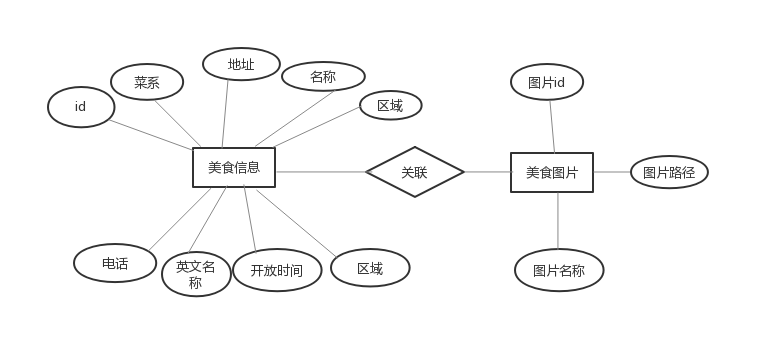 地址
名称
菜系
图片id
id
区域
美食信息
关联
美食图片
图片路径
电话
英文名
称
开放时间
区域
图片名称